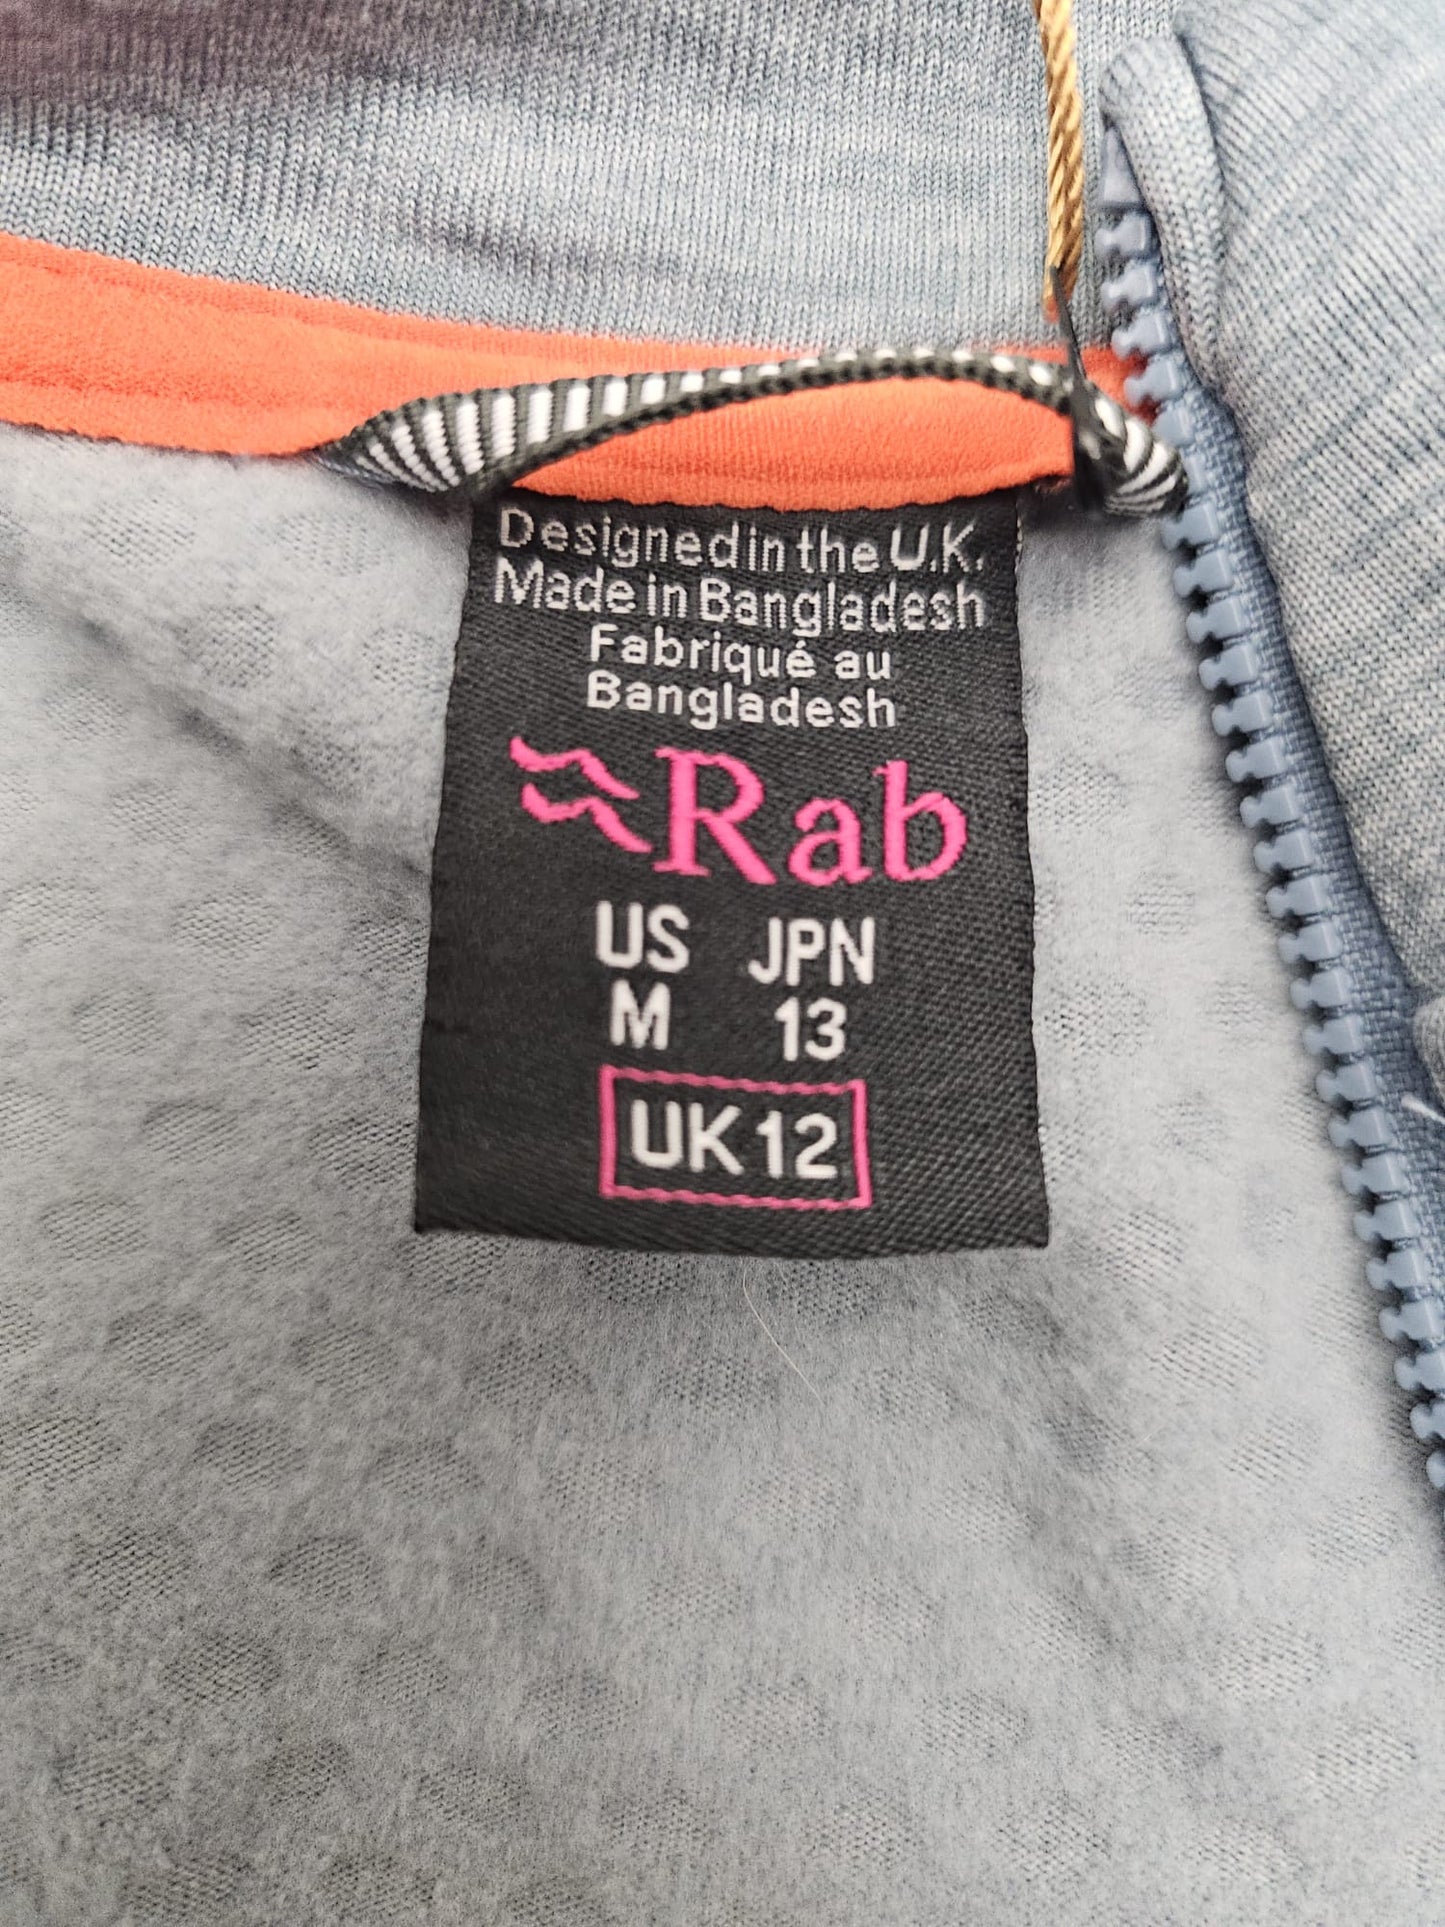 Designed in the U.K.
Made in Bangladesh
Fabriqué au
Bangladesh
Rab
US JPN
M 13
UK 12